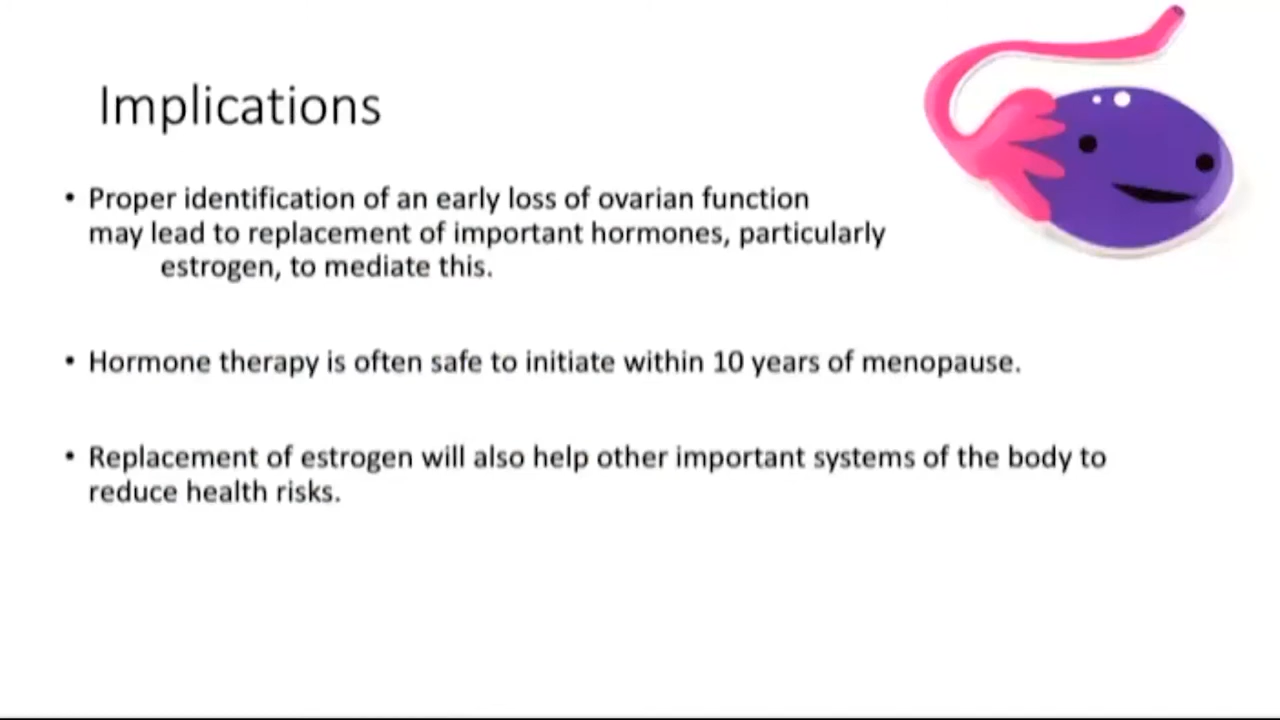 Implications
• Proper identification of an early loss of ovarian function
may lead to replacement of important hormones, particularly
estrogen, to mediate this.
• Hormone therapy is often safe to initiate within 10 years of menopause.
• Replacement of estrogen will also help other important systems of the body to
reduce health risks.